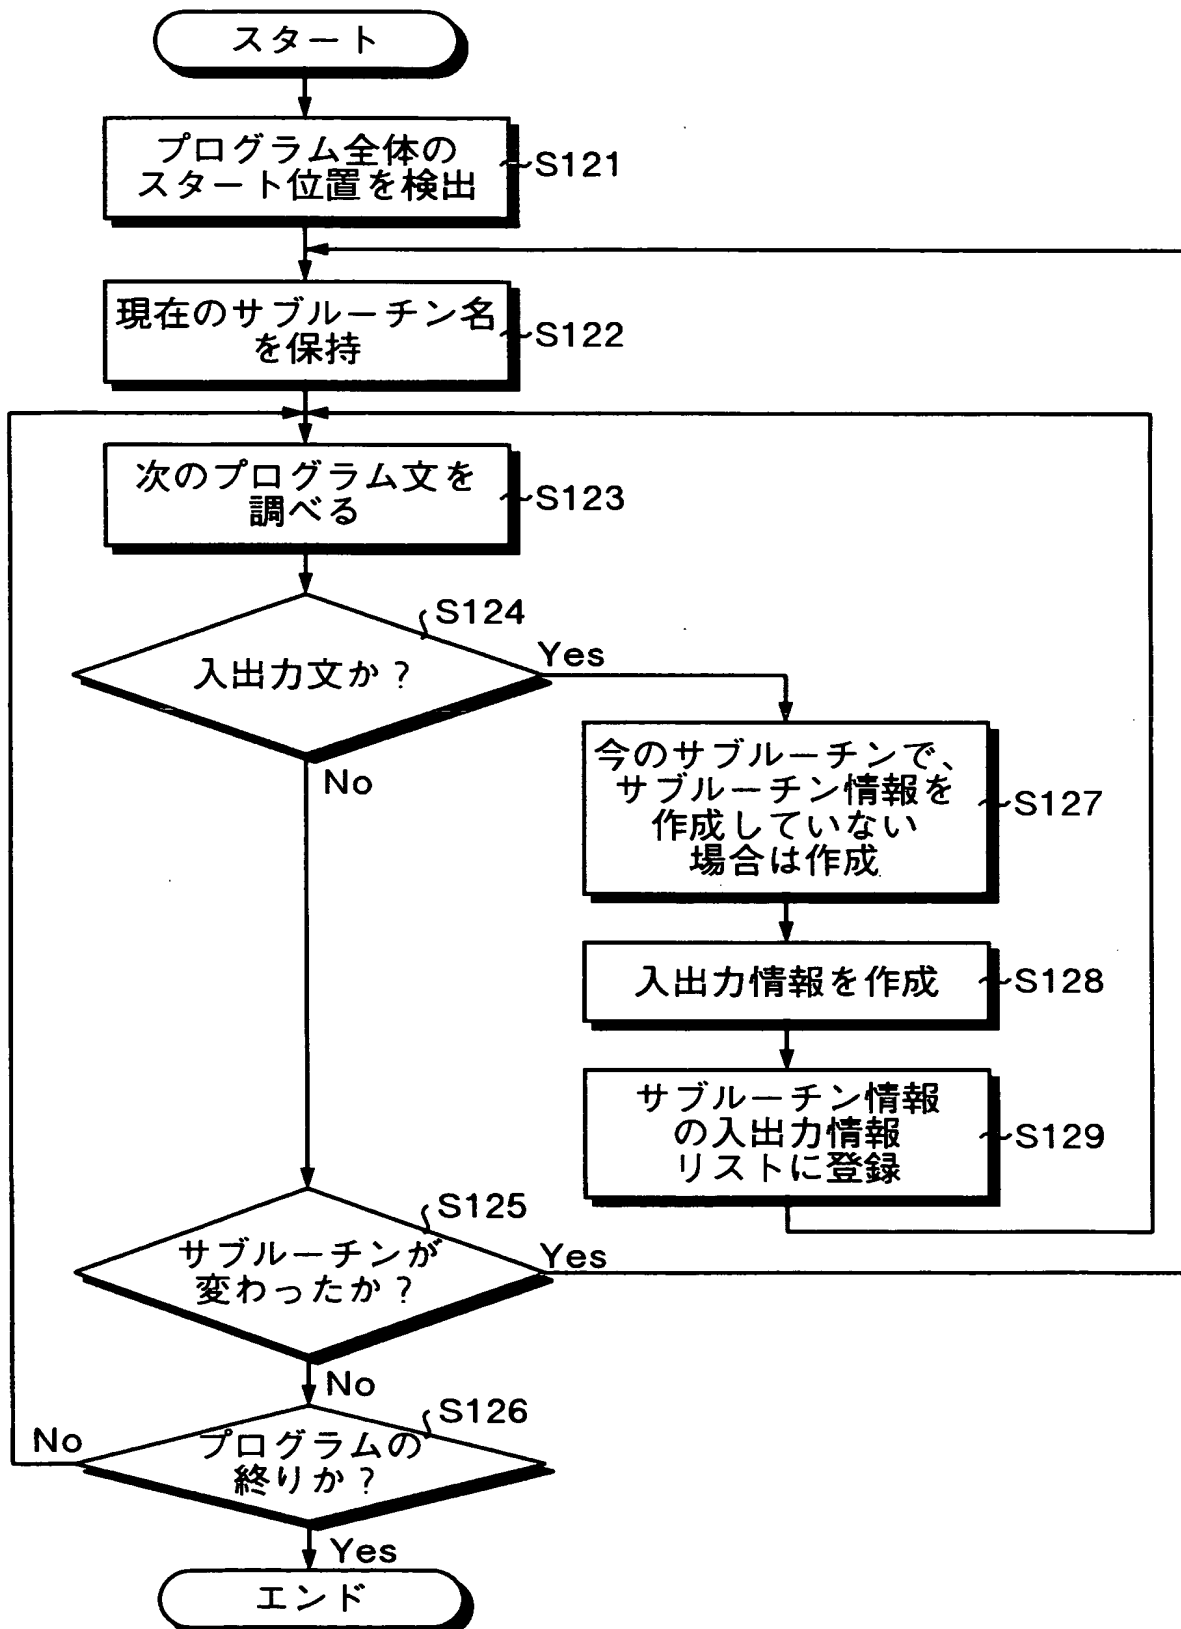 スタート
プログラム全体の
スタート位置を検出
S121
現在のサブルーチン名
を保持
S122
次のプログラム文を
調べる
S123
S124
入出力文か？
Yes
No
今のサブルーチンで、
サブルーチン情報を
作成していない
場合は作成
S127
入出力情報を作成
S128
サブルーチン情報
の入出力情報
リストに登録
S129
S125
サブルーチンが
変わったか？
Yes
No
S126
プログラムの
終りか？
No
Yes
エンド